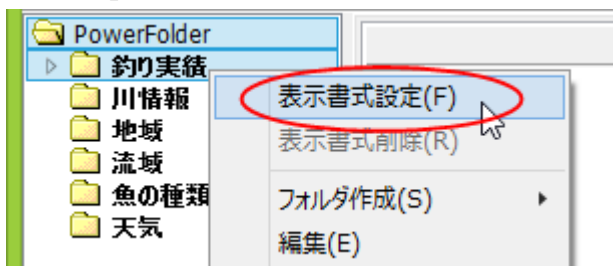 PowerFolder
釣り実績
川情報
地域
流域
魚の種類
天気
表示書式設定(F)
表示書式削除(R)
フォルダ作成(S)
編集(E)